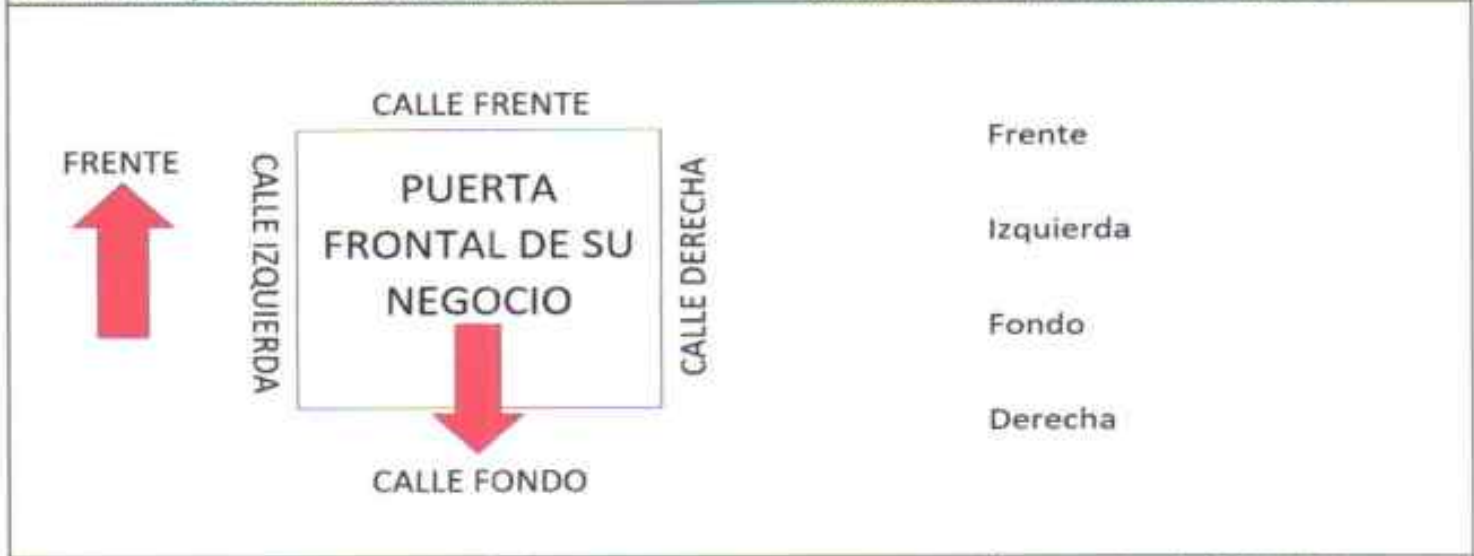 CALLE FRENTE
FRENTE
CALLE IZQUIERDA
PUERTA
FRONTAL DE SU
NEGOCIO
CALLE DERECHA
CALLE FONDO
Frente
Izquierda
Fondo
Derecha